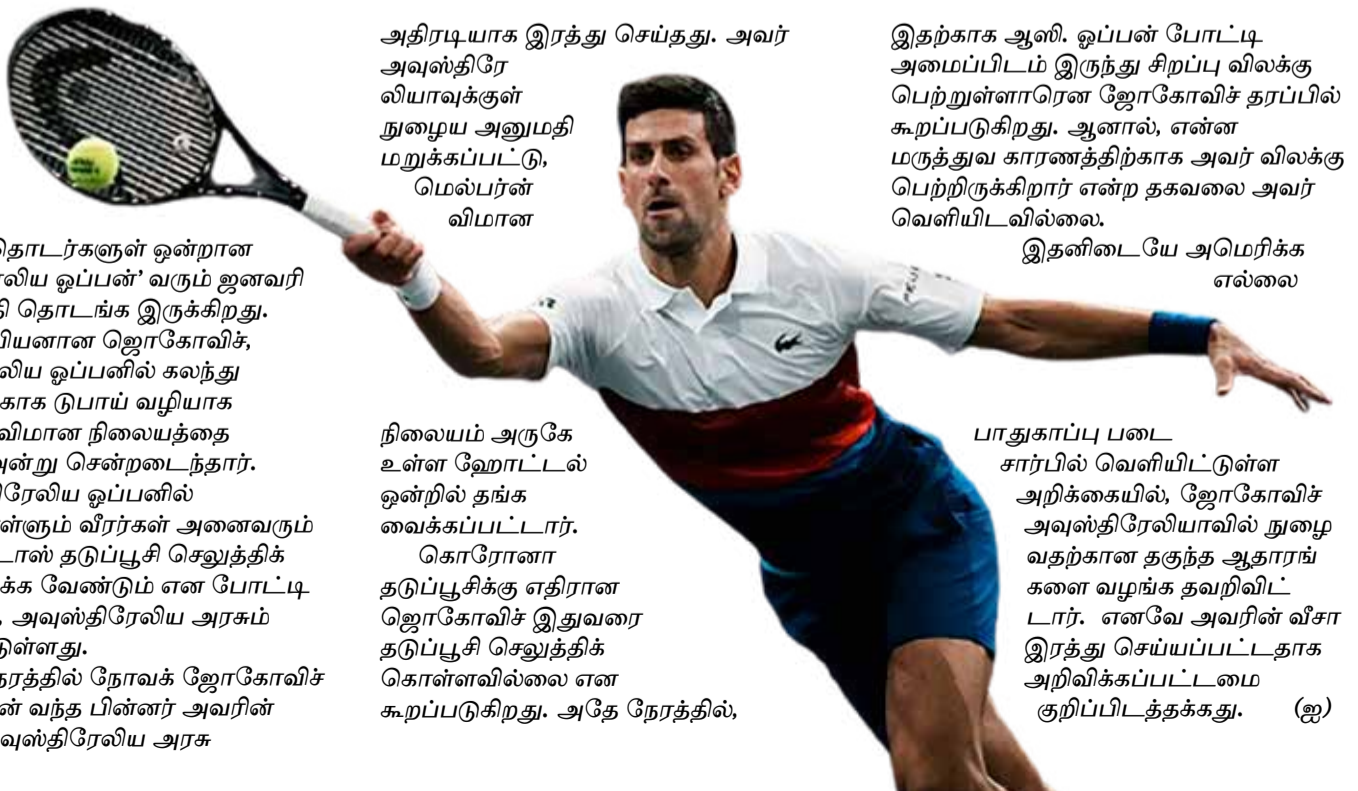 தொடர்களுள் ஒன்றான
லிய ஓப்பன்' வரும் ஜனவரி
தொடங்க இருக்கிறது.
பியனான ஜொகோவிச்,
லிய ஓப்பனில் கலந்து
காக டுபாய் வழியாக
விமான நிலையத்தை
அன்று சென்றடைந்தார்.
ரேலிய ஓப்பனில்
ள்ளும் வீரர்கள் அனைவரும்
டாஸ் தடுப்பூசி செலுத்திக்
க்க வேண்டும் என போட்டி
, அவுஸ்திரேலிய அரசும்
டுள்ளது.
நரத்தில் நோவக் ஜோகோவிச்
ன் வந்த பின்னர் அவரின்
வுஸ்திரேலிய அரசு
அதிரடியாக இரத்து செய்தது. அவர்
அவுஸ்திரே
லியாவுக்குள்
நுழைய அனுமதி
மறுக்கப்பட்டு,
மெல்பர்ன்
விமான
நிலையம் அருகே
உள்ள ஹோட்டல்
ஒன்றில் தங்க
வைக்கப்பட்டார்.
கொரோனா
தடுப்பூசிக்கு எதிரான
ஜொகோவிச் இதுவரை
தடுப்பூசி செலுத்திக்
கொள்ளவில்லை என
கூறப்படுகிறது. அதே நேரத்தில்,
இதற்காக ஆஸி. ஓப்பன் போட்டி
அமைப்பிடம் இருந்து சிறப்பு விலக்கு
பெற்றுள்ளாரென ஜோகோவிச் தரப்பில்
கூறப்படுகிறது. ஆனால், என்ன
மருத்துவ காரணத்திற்காக அவர் விலக்கு
பெற்றிருக்கிறார் என்ற தகவலை அவர்
வெளியிடவில்லை.
இதனிடையே அமெரிக்க
எல்லை
பாதுகாப்பு படை
சார்பில் வெளியிட்டுள்ள
அறிக்கையில், ஜோகோவிச்
அவுஸ்திரேலியாவில் நுழை
வதற்கான தகுந்த ஆதாரங்
களை வழங்க தவறிவிட்
டார். எனவே அவரின் வீசா
இரத்து செய்யப்பட்டதாக
அறிவிக்கப்பட்டமை
குறிப்பிடத்தக்கது. (ஐ)